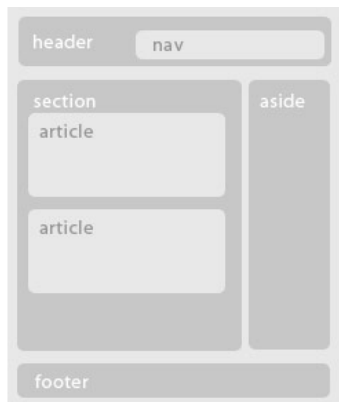 header
nav
section
article
article
aside
footer